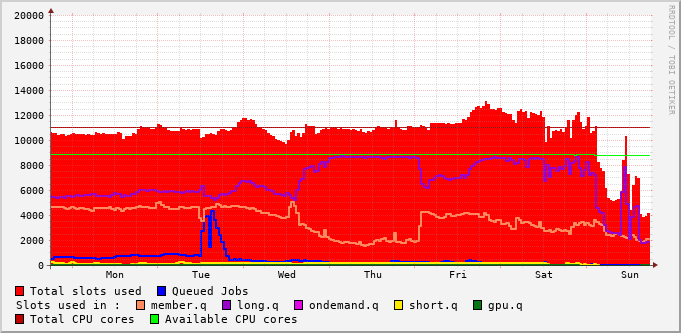 20000
18000
16000
14000
12000
10000
8000
6000
4000
2000
0
Mon Tue Wed Thu Fri Sat Sun
RRDTOOL / TOBI OETIKER
Total slots used Queued Jobs
Slots used in : member.q long.q ondemand.q short.q gpu.q
Total CPU cores Available CPU cores